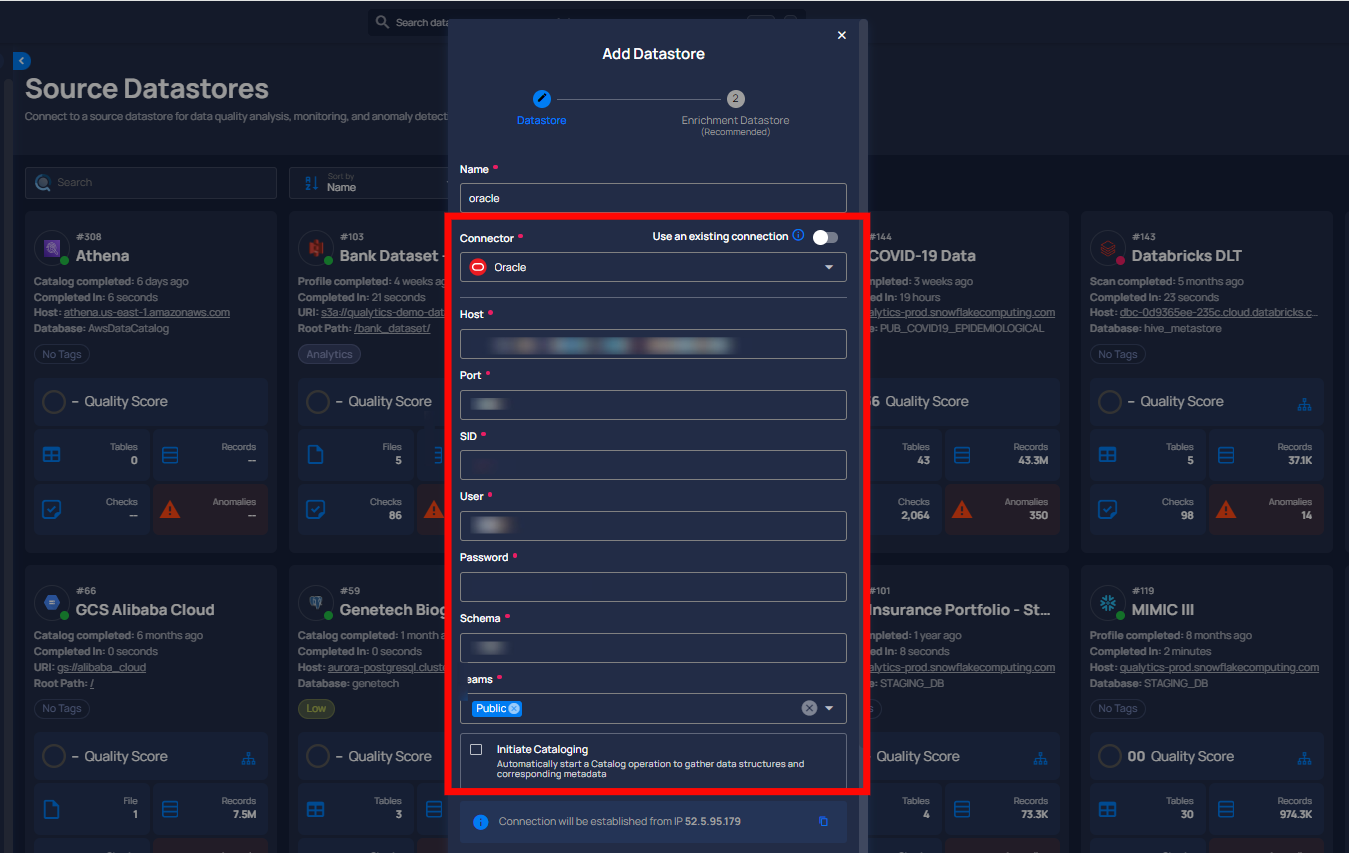 Search data
Add Datastore
Source Datastores
Connect to a source datastore for data quality analysis, monitoring, and anomaly detect
2
Datastore
Enrichment Datastore
(Recommended)
Search
Sort by
Name
Name *
oracle
Connector *
Use an existing connection
Oracle
Host *
Port *
SID *
User *
Password *
Schema *
eams *
Public
Initiate Cataloging
Automatically start a Catalog operation to gather data structures and
corresponding metadata
Connection will be established from IP 52.5.95.179
#308
Athena
Catalog completed: 6 days ago
Completed In: 6 seconds
Host: athena.us-east-1.amazonaws.com
Database: AwsDataCatalog
No Tags
– Quality Score
Tables
0
Records
--
Checks
--
Anomalies
--
#103
Bank Dataset -
Profile completed: 4 weeks ag
Completed In: 21 seconds
URI: s3a://qualytics-demo-dat
Root Path: /bank_dataset/
Analytics
– Quality Score
Files
5
Checks
86
#144
COVID-19 Data
mpleted: 3 weeks ago
ed In: 19 hours
alytics-prod.snowflakecomputing.com
e: PUB_COVID19_EPIDEMIOLOGICAL
6 Quality Score
Tables
43
Records
43.3M
Checks
2,064
Anomalies
350
#143
Databricks DLT
Scan completed: 5 months ago
Completed In: 23 seconds
Host: dbc-0d9365ee-235c.cloud.databricks.c...
Database: hive_metastore
No Tags
– Quality Score
Tables
5
Records
37.1K
Checks
98
Anomalies
14
#66
GCS Alibaba Cloud
Catalog completed: 6 months ago
Completed In: 0 seconds
URI: gs://alibaba_cloud
Root Path: /
No Tags
– Quality Score
File
1
Records
7.5M
#59
Genetech Biog
Catalog completed: 1 month a
Completed In: 0 seconds
Host: aurora-postgresql.cluste
Database: genetech
Low
– Quality Score
Tables
3
#101
Insurance Portfolio - St...
mpleted: 1 year ago
ed In: 8 seconds
alytics-prod.snowflakecomputing.com
e: STAGING_DB
s
Quality Score
Tables
4
Records
73.3K
#119
MIMIC III
Profile completed: 8 months ago
Completed In: 2 minutes
Host: qualytics-prod.snowflakecomputing.com
Database: STAGING_DB
No Tags
00 Quality Score
Tables
30
Records
974.3K